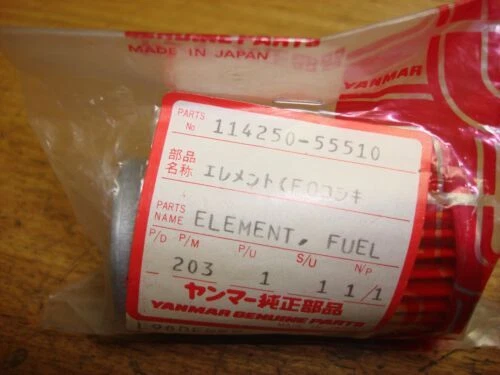 GENUINE PARTS
MADE IN JAPAN
YANMAR
PARTS No 114250-55510
部品名称 エレメント(FOコシキ
PARTS NAME ELEMENT, FUEL
P/D P/M P/U S/U N/P
203 1 1 1/1
ヤンマー純正部品
YANMAR GENUINE PARTS